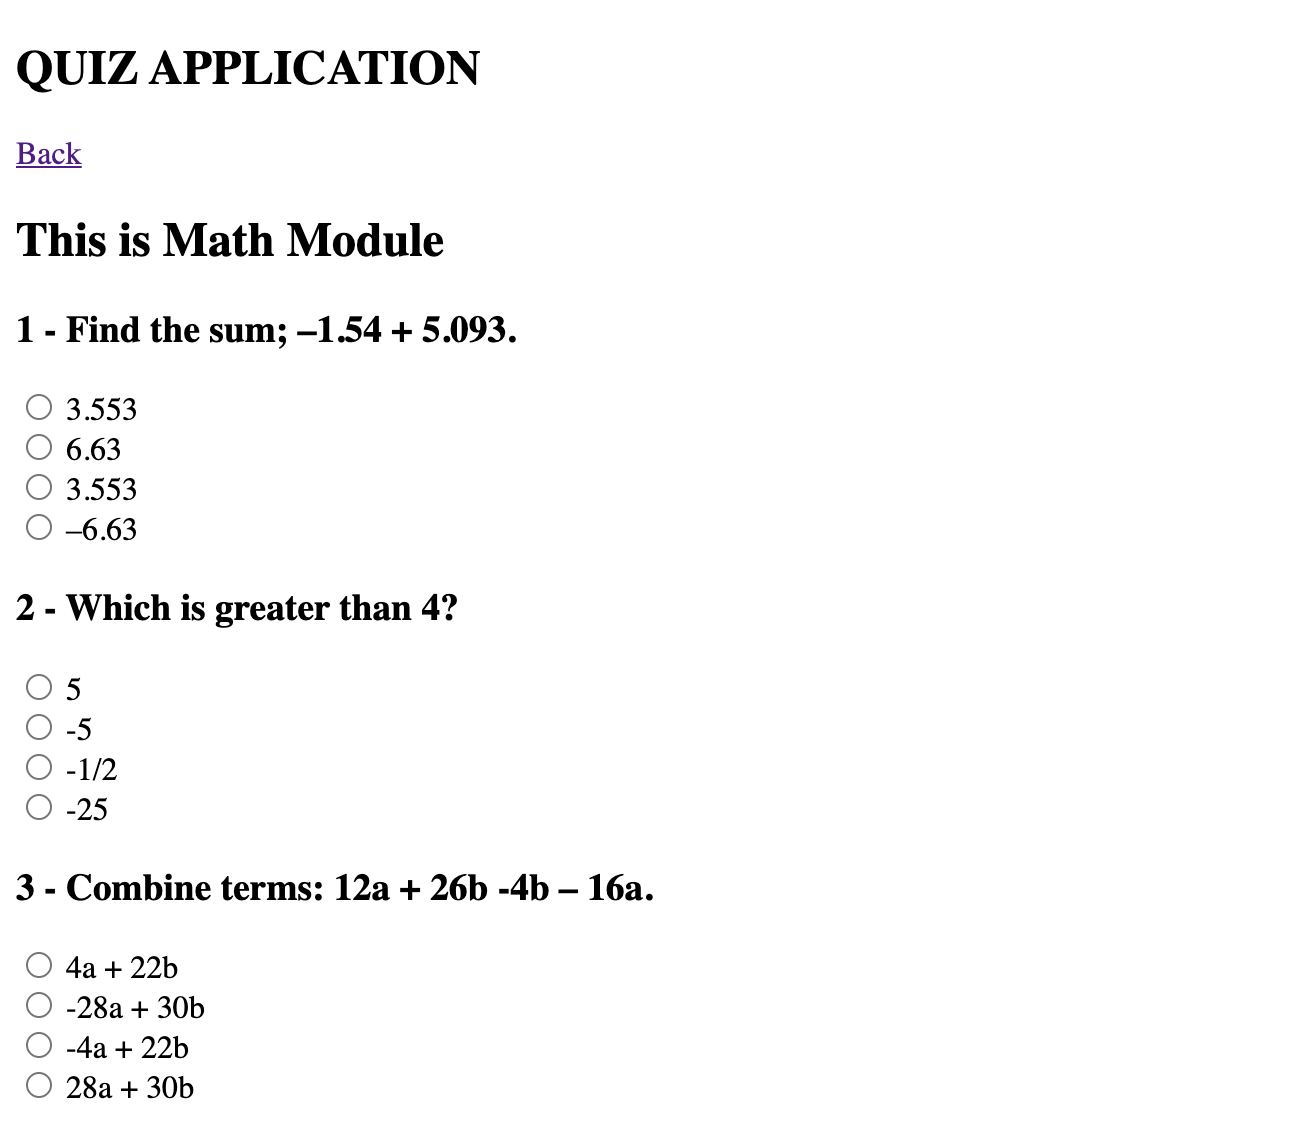 QUIZ APPLICATION
Back
This is Math Module
1 - Find the sum; –1.54 + 5.093.
3.553
6.63
3.553
–6.63
2 - Which is greater than 4?
5
-5
-1/2
-25
3 - Combine terms: 12a + 26b -4b – 16a.
4a + 22b
-28a + 30b
-4a + 22b
28a + 30b